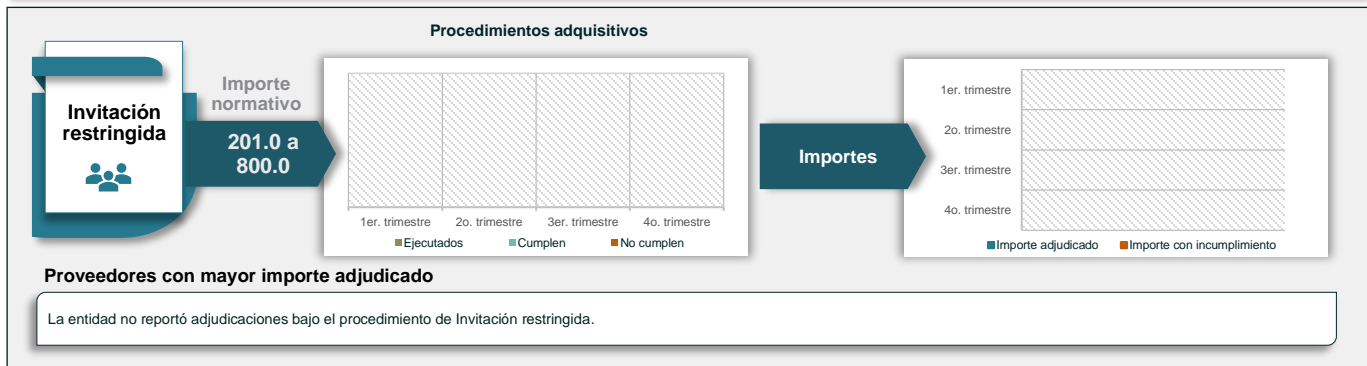 Procedimientos adquisitivos
Invitación
restringida
Importe
normativo
201.0 a
800.0
1er. trimestre
2o. trimestre
3er. trimestre
4o. trimestre
Ejecutados
Cumplen
No cumplen
Importes
1er. trimestre
2o. trimestre
3er. trimestre
4o. trimestre
Importe adjudicado
Importe con incumplimiento
Proveedores con mayor importe adjudicado
La entidad no reportó adjudicaciones bajo el procedimiento de Invitación restringida.